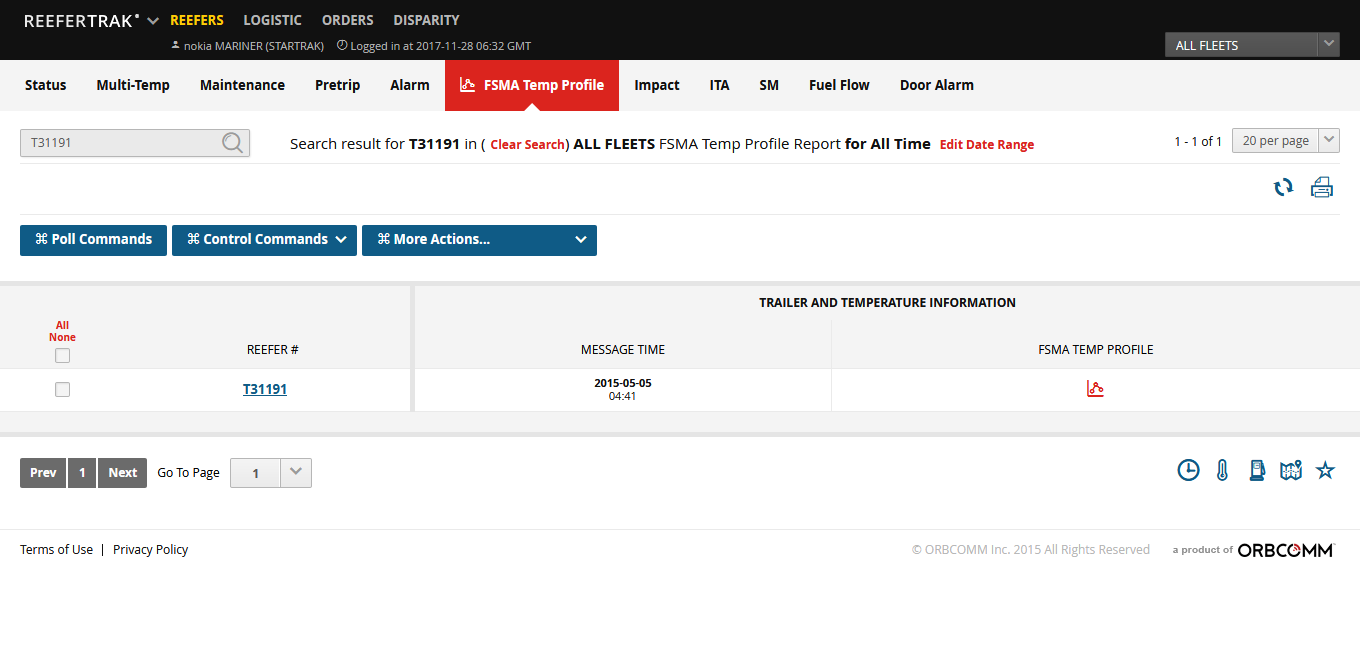 REEFERTRAK
REEFERS LOGISTIC ORDERS DISPARITY
nokia MARINER (STARTRAK) Logged in at 2017-11-28 06:32 GMT
ALL FLEETS
Status Multi-Temp Maintenance Pretrip Alarm FSMA Temp Profile Impact ITA SM Fuel Flow Door Alarm
T31191 Search result for T31191 in ( Clear Search) ALL FLEETS FSMA Temp Profile Report for All Time Edit Date Range 1 - 1 of 1 20 per page
⌘ Poll Commands ⌘ Control Commands ⌘ More Actions...
TRAILER AND TEMPERATURE INFORMATION
All
None
REEFER # MESSAGE TIME FSMA TEMP PROFILE
T31191 2015-05-05
04:41
Prev 1 Next Go To Page 1
Terms of Use | Privacy Policy © ORBCOMM Inc. 2015 All Rights Reserved a product of ORBCOMM